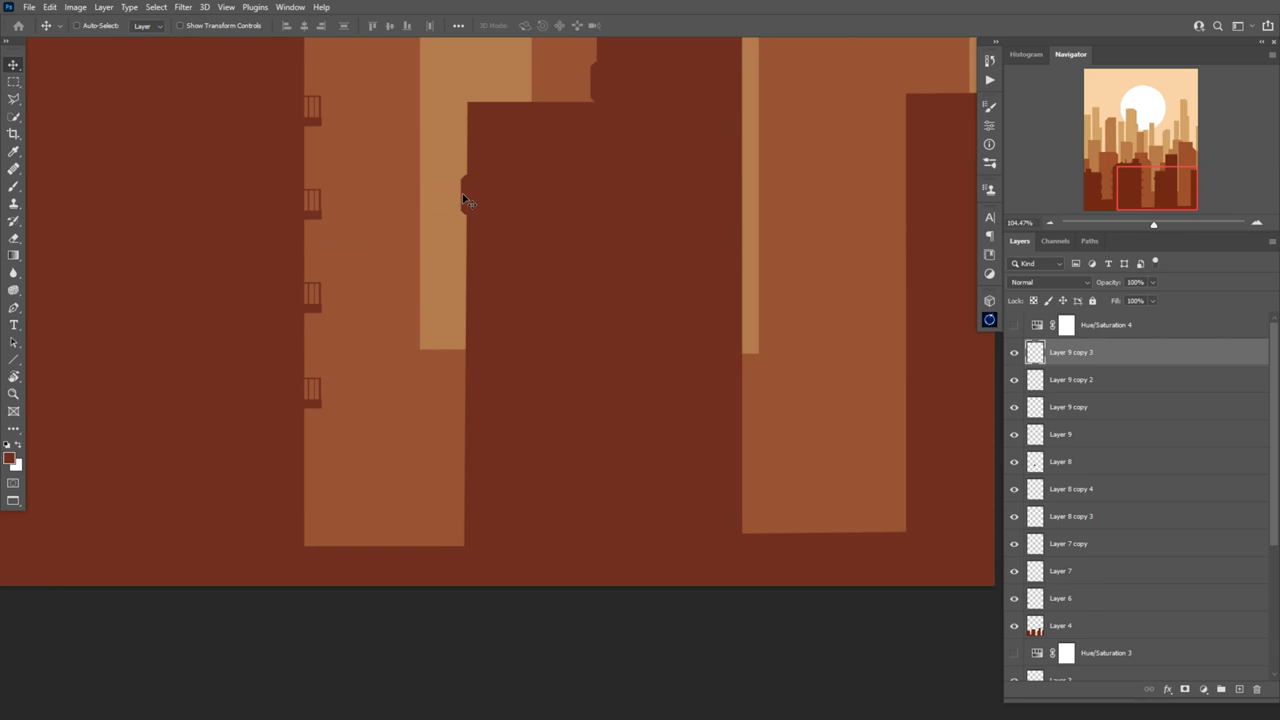 Ps File Edit Image Layer Type Select Filter 3D View Plugins Window Help
Auto-Select: Layer Show Transform Controls 3D Mode:
Histogram Navigator
104.47%
Layers Channels Paths
Kind
Normal Opacity: 100%
Lock: Fill: 100%
Hue/Saturation 4
Layer 9 copy 3
Layer 9 copy 2
Layer 9 copy
Layer 9
Layer 8
Layer 8 copy 4
Layer 8 copy 3
Layer 7 copy
Layer 7
Layer 6
Layer 4
Hue/Saturation 3